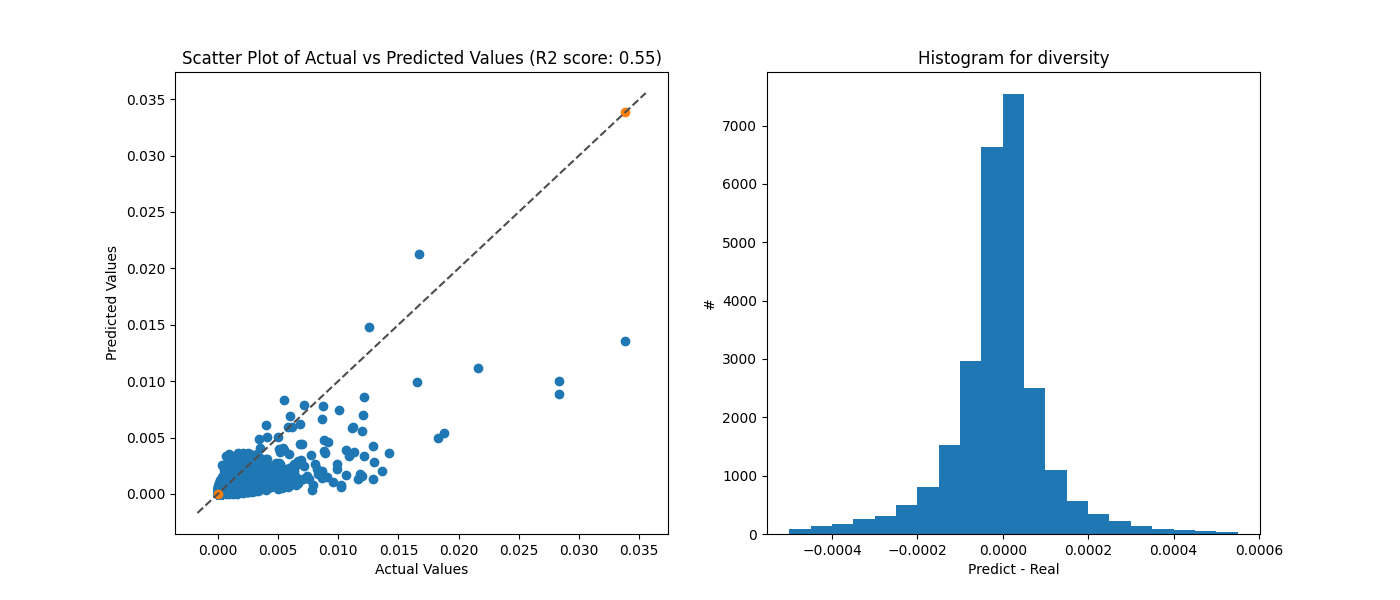 Scatter Plot of Actual vs Predicted Values (R2 score: 0.55)
0.035
0.030
0.025
0.020
0.015
0.010
0.005
0.000
Predicted Values
0.000 0.005 0.010 0.015 0.020 0.025 0.030 0.035
Actual Values
Histogram for diversity
7000
6000
5000
4000
3000
2000
1000
0
#
−0.0004 −0.0002 0.0000 0.0002 0.0004 0.0006
Predict - Real